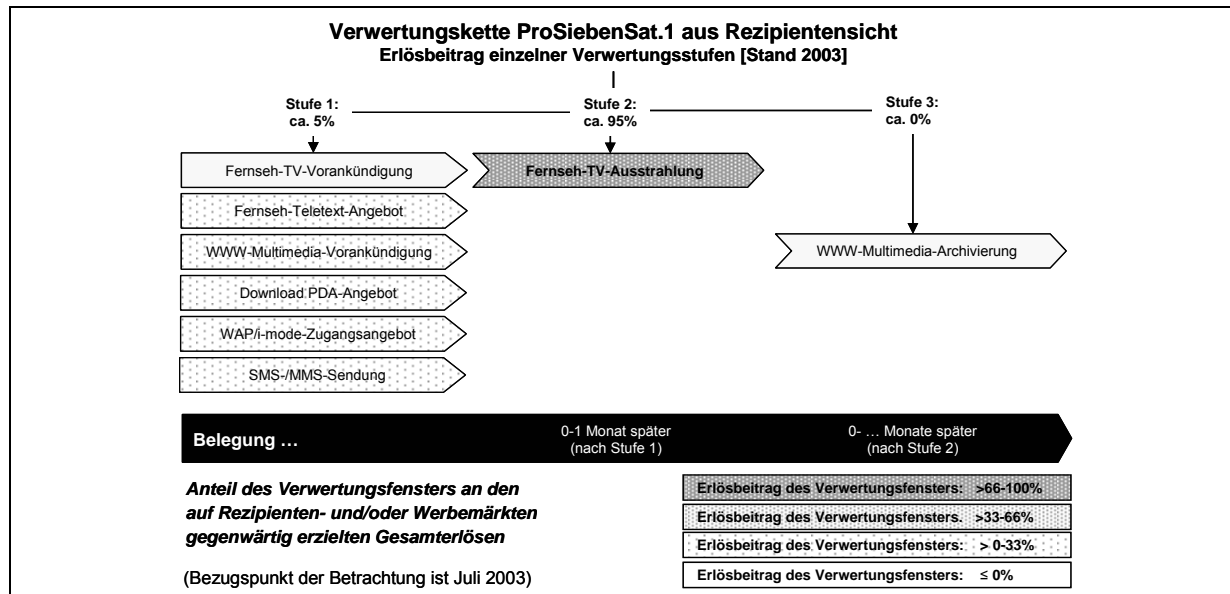 Verwertungskette ProSiebenSat.1 aus Rezipientensicht
Erlösbeitrag einzelner Verwertungsstufen [Stand 2003]
Stufe 1:
ca. 5%
Stufe 2:
ca. 95%
Stufe 3:
ca. 0%
Fernseh-TV-Vorankündigung
Fernseh-TV-Ausstrahlung
Fernseh-Teletext-Angebot
WWW-Multimedia-Vorankündigung
WWW-Multimedia-Archivierung
Download PDA-Angebot
WAP/i-mode-Zugangsangebot
SMS-/MMS-Sendung
Belegung …
0-1 Monat später
(nach Stufe 1)
0- … Monate später
(nach Stufe 2)
Anteil des Verwertungsfensters an den
auf Rezipienten- und/oder Werbemärkten
gegenwärtig erzielten Gesamterlösen
(Bezugspunkt der Betrachtung ist Juli 2003)
Erlösbeitrag des Verwertungsfensters: >66-100%
Erlösbeitrag des Verwertungsfensters. >33-66%
Erlösbeitrag des Verwertungsfensters: > 0-33%
Erlösbeitrag des Verwertungsfensters: ≤ 0%